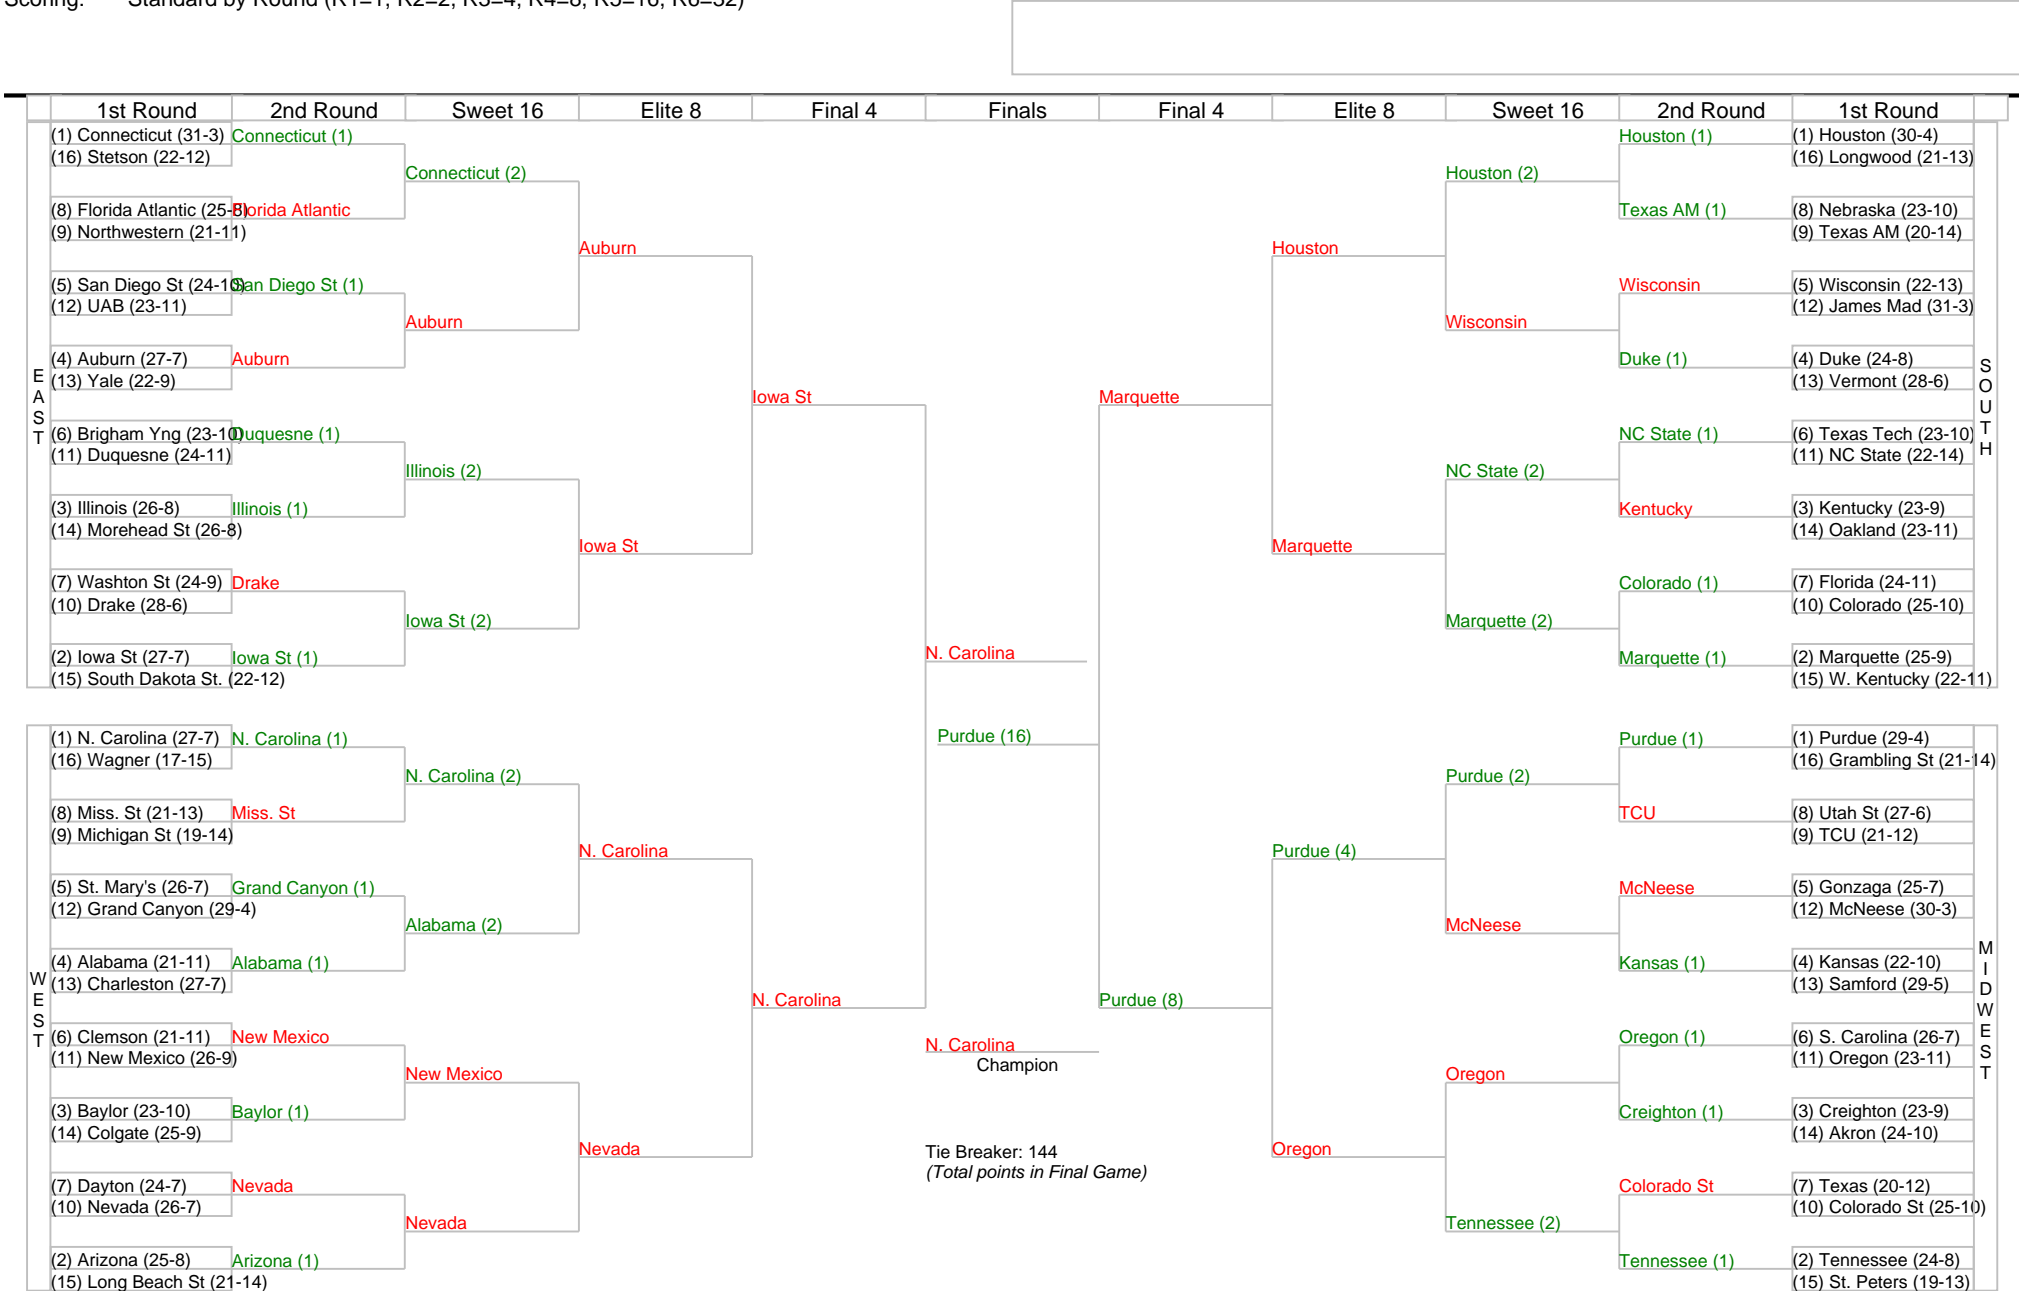 Scoring: Standard by Round (R1=1, R2=2, R3=4, R4=8, R5=16, R6=32)
1st Round 2nd Round Sweet 16 Elite 8 Final 4 Finals Final 4 Elite 8 Sweet 16 2nd Round 1st Round
EAST
(1) Connecticut (31-3)
(16) Stetson (22-12)
(8) Florida Atlantic (25-8)
(9) Northwestern (21-11)
(5) San Diego St (24-10)
(12) UAB (23-11)
(4) Auburn (27-7)
(13) Yale (22-9)
(6) Brigham Yng (23-10)
(11) Duquesne (24-11)
(3) Illinois (26-8)
(14) Morehead St (26-8)
(7) Washton St (24-9)
(10) Drake (28-6)
(2) Iowa St (27-7)
(15) South Dakota St. (22-12)
Connecticut (1)
Florida Atlantic
San Diego St (1)
Auburn
Duquesne (1)
Illinois (1)
Drake
Iowa St (1)
Connecticut (2)
Auburn
Illinois (2)
Iowa St (2)
Auburn
Iowa St
Iowa St
WEST
(1) N. Carolina (27-7)
(16) Wagner (17-15)
(8) Miss. St (21-13)
(9) Michigan St (19-14)
(5) St. Mary's (26-7)
(12) Grand Canyon (29-4)
(4) Alabama (21-11)
(13) Charleston (27-7)
(6) Clemson (21-11)
(11) New Mexico (26-9)
(3) Baylor (23-10)
(14) Colgate (25-9)
(7) Dayton (24-7)
(10) Nevada (26-7)
(2) Arizona (25-8)
(15) Long Beach St (21-14)
N. Carolina (1)
Miss. St
Grand Canyon (1)
Alabama (1)
New Mexico
Baylor (1)
Nevada
Arizona (1)
N. Carolina (2)
Alabama (2)
New Mexico
Nevada
N. Carolina
Nevada
N. Carolina
N. Carolina
Purdue (16)
N. Carolina
Champion
Tie Breaker: 144
(Total points in Final Game)
Marquette
Houston
Marquette
Houston (2)
Wisconsin
NC State (2)
Marquette (2)
Houston (1)
Texas AM (1)
Wisconsin
Duke (1)
NC State (1)
Kentucky
Colorado (1)
Marquette (1)
(1) Houston (30-4)
(16) Longwood (21-13)
(8) Nebraska (23-10)
(9) Texas AM (20-14)
(5) Wisconsin (22-13)
(12) James Mad (31-3)
(4) Duke (24-8)
(13) Vermont (28-6)
(6) Texas Tech (23-10)
(11) NC State (22-14)
(3) Kentucky (23-9)
(14) Oakland (23-11)
(7) Florida (24-11)
(10) Colorado (25-10)
(2) Marquette (25-9)
(15) W. Kentucky (22-11)
SOUTH
Purdue (8)
Purdue (4)
Oregon
Purdue (2)
McNeese
Oregon
Tennessee (2)
Purdue (1)
TCU
McNeese
Kansas (1)
Oregon (1)
Creighton (1)
Colorado St
Tennessee (1)
(1) Purdue (29-4)
(16) Grambling St (21-14)
(8) Utah St (27-6)
(9) TCU (21-12)
(5) Gonzaga (25-7)
(12) McNeese (30-3)
(4) Kansas (22-10)
(13) Samford (29-5)
(6) S. Carolina (26-7)
(11) Oregon (23-11)
(3) Creighton (23-9)
(14) Akron (24-10)
(7) Texas (20-12)
(10) Colorado St (25-10)
(2) Tennessee (24-8)
(15) St. Peters (19-13)
MIDWEST